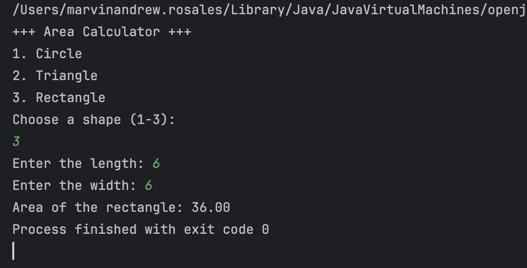 /Users/marvinandrew.rosales/Library/Java/JavaVirtualMachines/openj
+++ Area Calculator +++
1. Circle
2. Triangle
3. Rectangle
Choose a shape (1-3):
3
Enter the length: 6
Enter the width: 6
Area of the rectangle: 36.00
Process finished with exit code 0